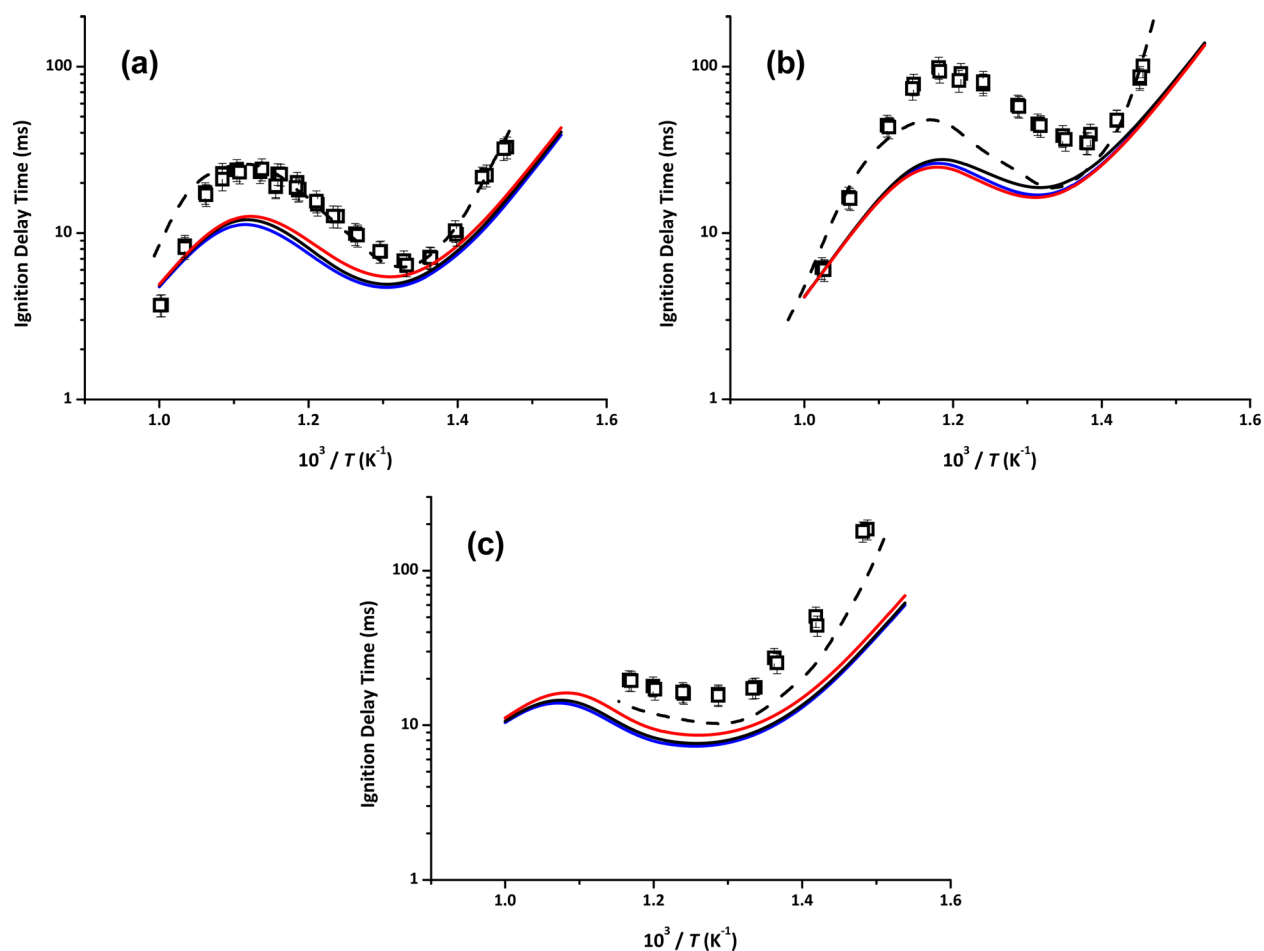 (a)
Ignition Delay Time (ms)
100
10
1
1.0 1.2 1.4 1.6
10³ / T (K⁻¹)
(b)
Ignition Delay Time (ms)
100
10
1
1.0 1.2 1.4 1.6
10³ / T (K⁻¹)
(c)
Ignition Delay Time (ms)
100
10
1
1.0 1.2 1.4 1.6
10³ / T (K⁻¹)